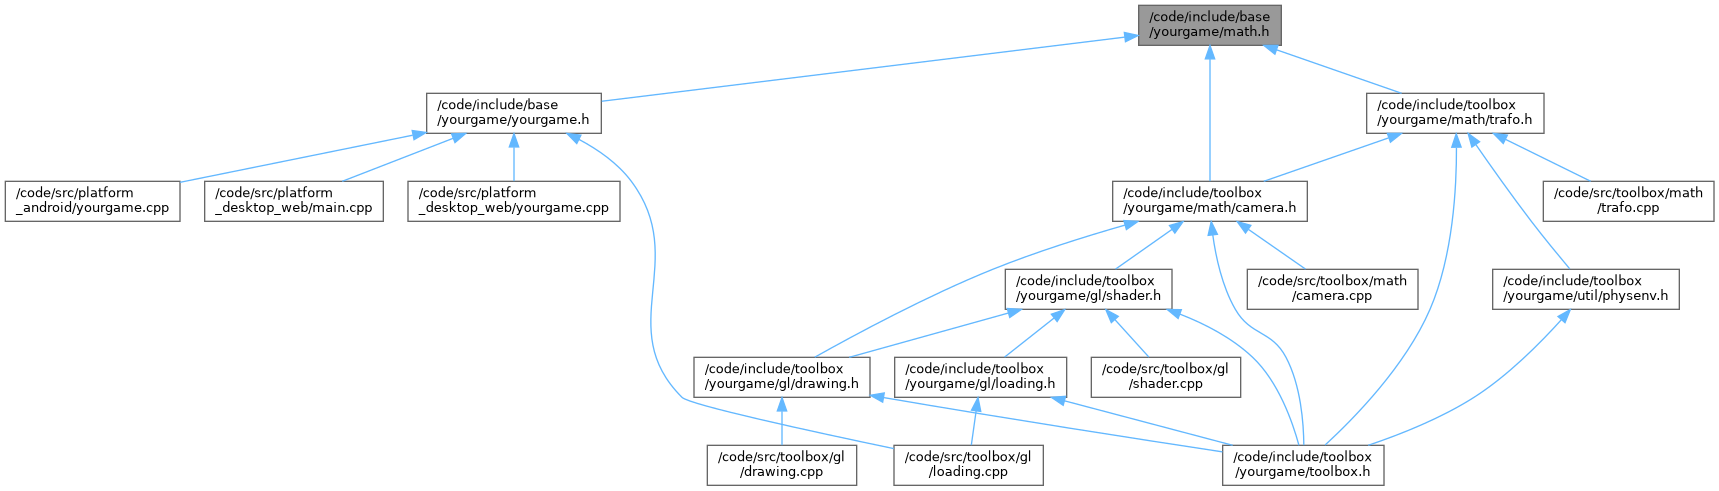 /code/include/base
/yourgame/math.h
/code/include/base
/yourgame/yourgame.h
/code/include/toolbox
/yourgame/math/trafo.h
/code/src/platform
_android/yourgame.cpp
/code/src/platform
_desktop_web/main.cpp
/code/src/platform
_desktop_web/yourgame.cpp
/code/include/toolbox
/yourgame/math/camera.h
/code/src/toolbox/math
/trafo.cpp
/code/include/toolbox
/yourgame/gl/shader.h
/code/src/toolbox/math
/camera.cpp
/code/include/toolbox
/yourgame/util/physenv.h
/code/include/toolbox
/yourgame/gl/drawing.h
/code/include/toolbox
/yourgame/gl/loading.h
/code/src/toolbox/gl
/shader.cpp
/code/src/toolbox/gl
/drawing.cpp
/code/src/toolbox/gl
/loading.cpp
/code/include/toolbox
/yourgame/toolbox.h